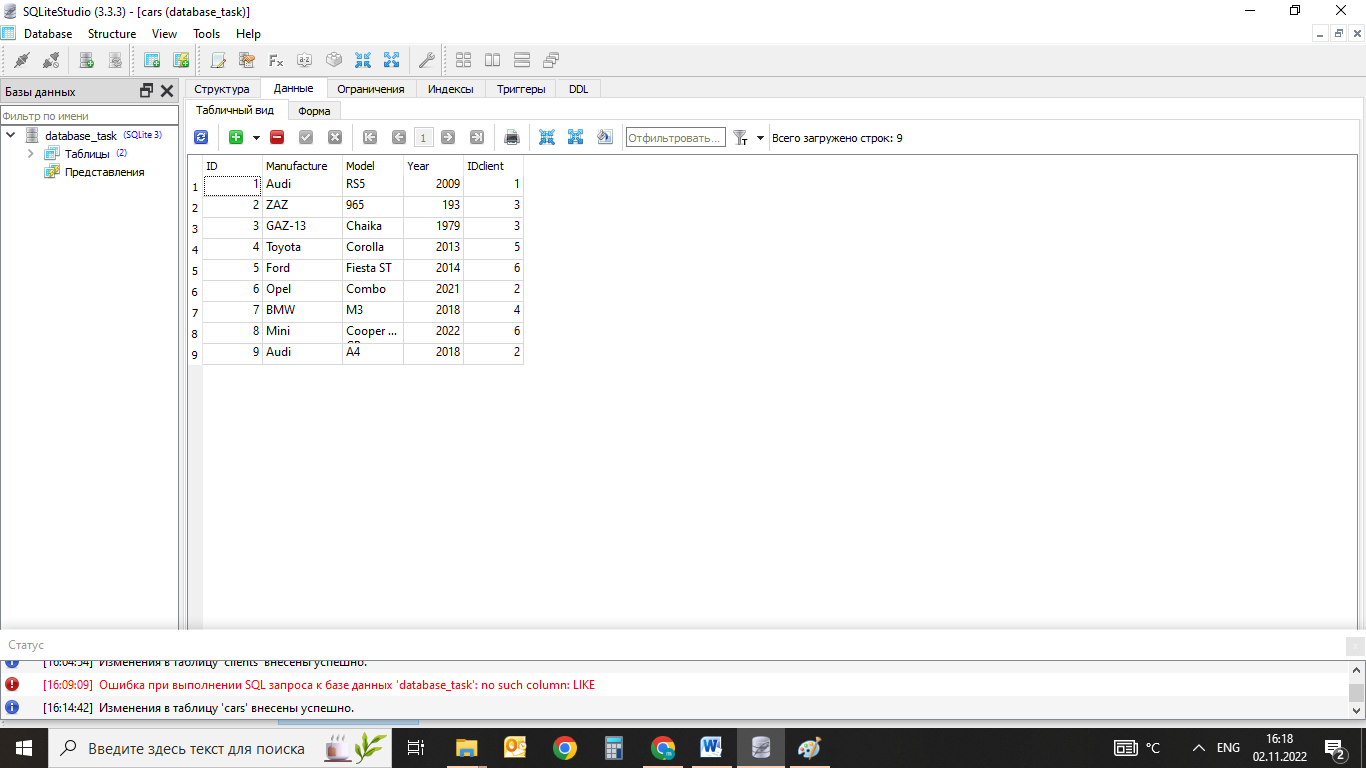 SQLiteStudio (3.3.3) - [cars (database_task)]
Database Structure View Tools Help
Базы данных
Фильтр по имени
database_task (SQLite 3)
Таблицы (2)
Представления
Структура Данные Ограничения Индексы Триггеры DDL
Табличный вид Форма
1 Отфильтровать... Всего загружено строк: 9
ID Manufacture Model Year IDclient
1 1 Audi RS5 2009 1
2 2 ZAZ 965 193 3
3 3 GAZ-13 Chaika 1979 3
4 4 Toyota Corolla 2013 5
5 5 Ford Fiesta ST 2014 6
6 6 Opel Combo 2021 2
7 7 BMW M3 2018 4
8 8 Mini Cooper ... 2022 6
9 9 Audi A4 2018 2
Статус
[16:04:54] Изменения в таблицу 'clients' внесены успешно.
[16:09:09] Ошибка при выполнении SQL запроса к базе данных 'database_task': no such column: LIKE
[16:14:42] Изменения в таблицу 'cars' внесены успешно.
Введите здесь текст для поиска
°C ENG 16:18
02.11.2022 2